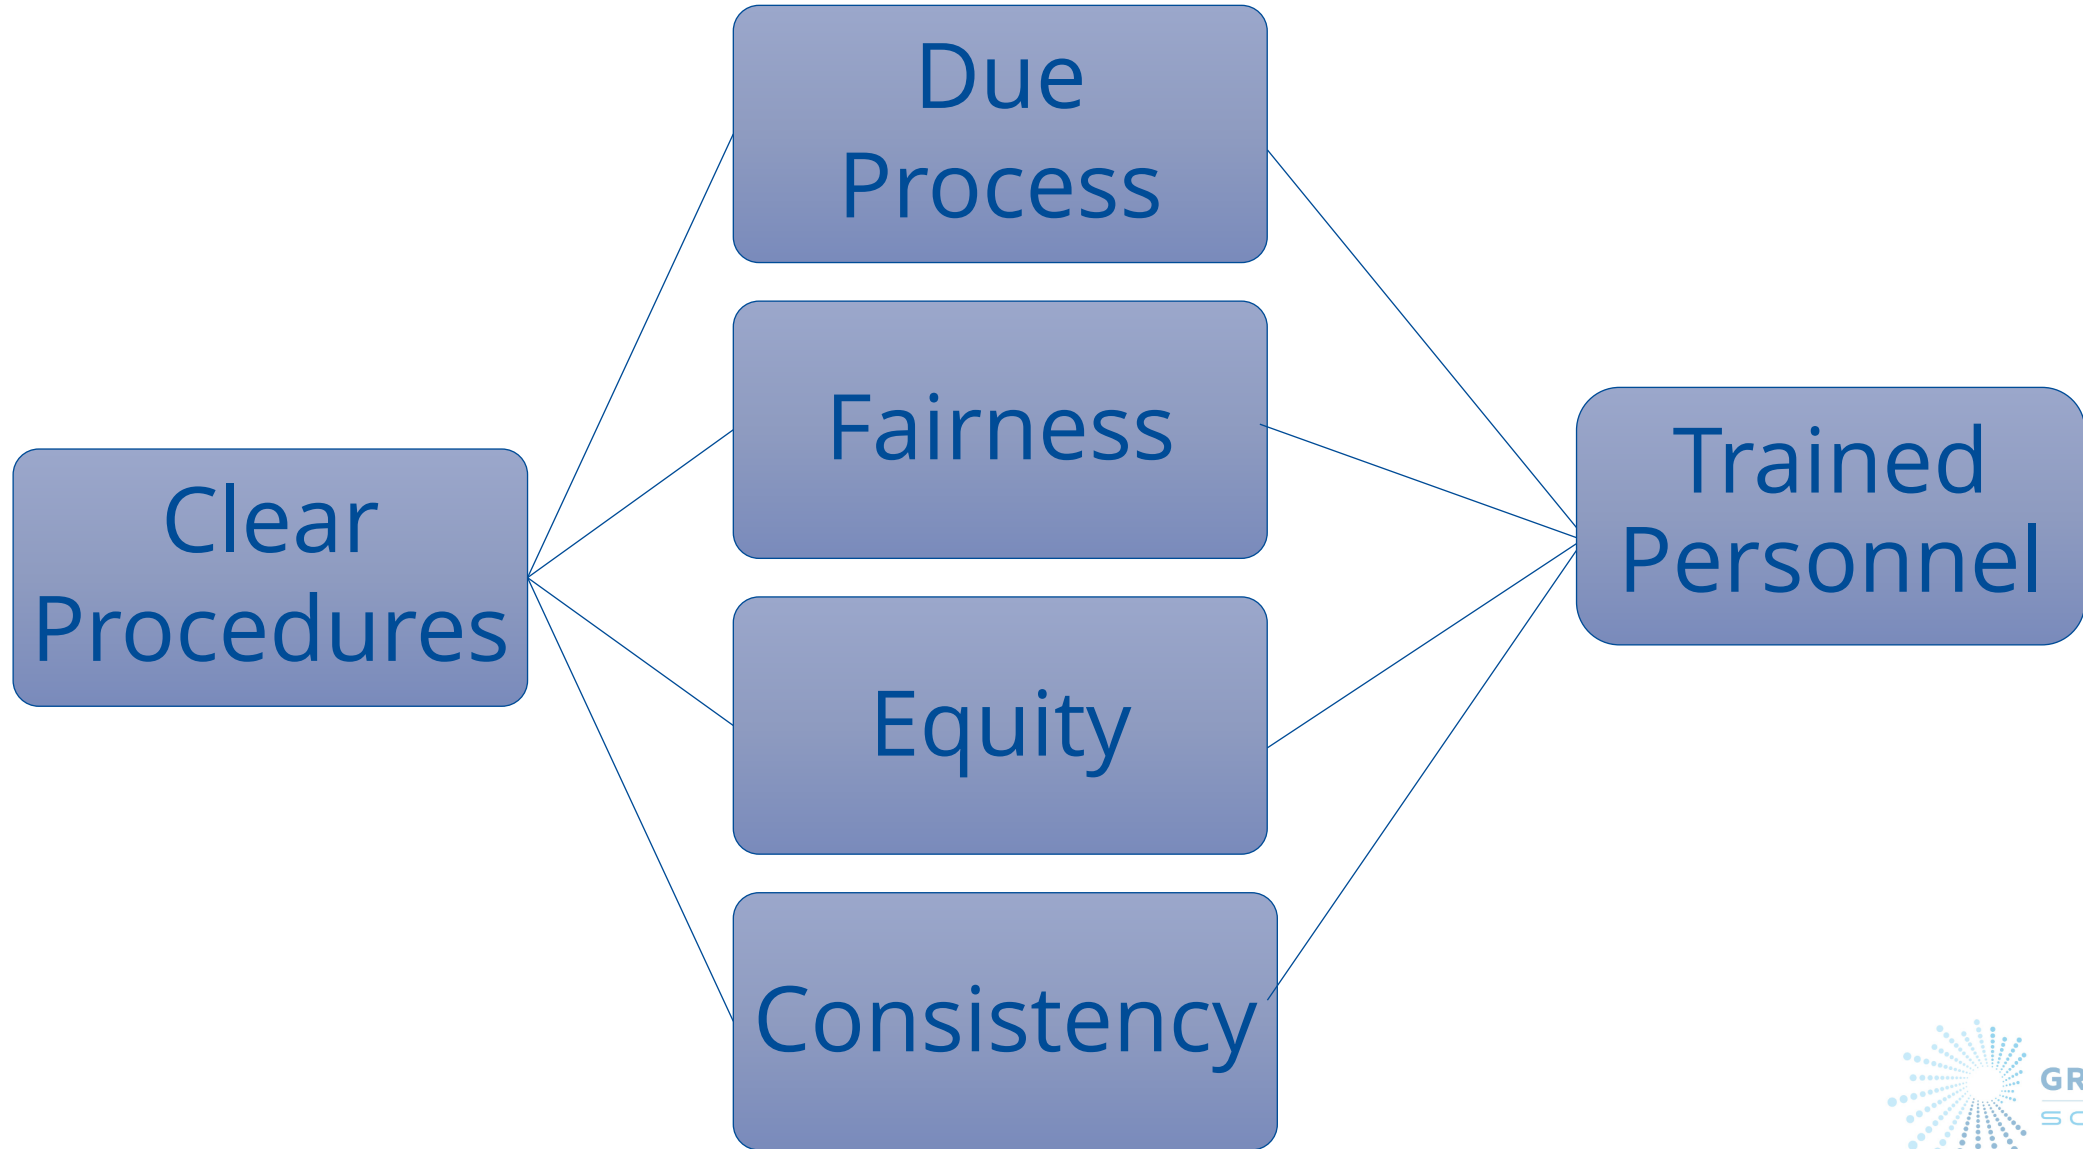 Due
Process
Fairness
Clear
Procedures
Trained
Personnel
Equity
Consistency